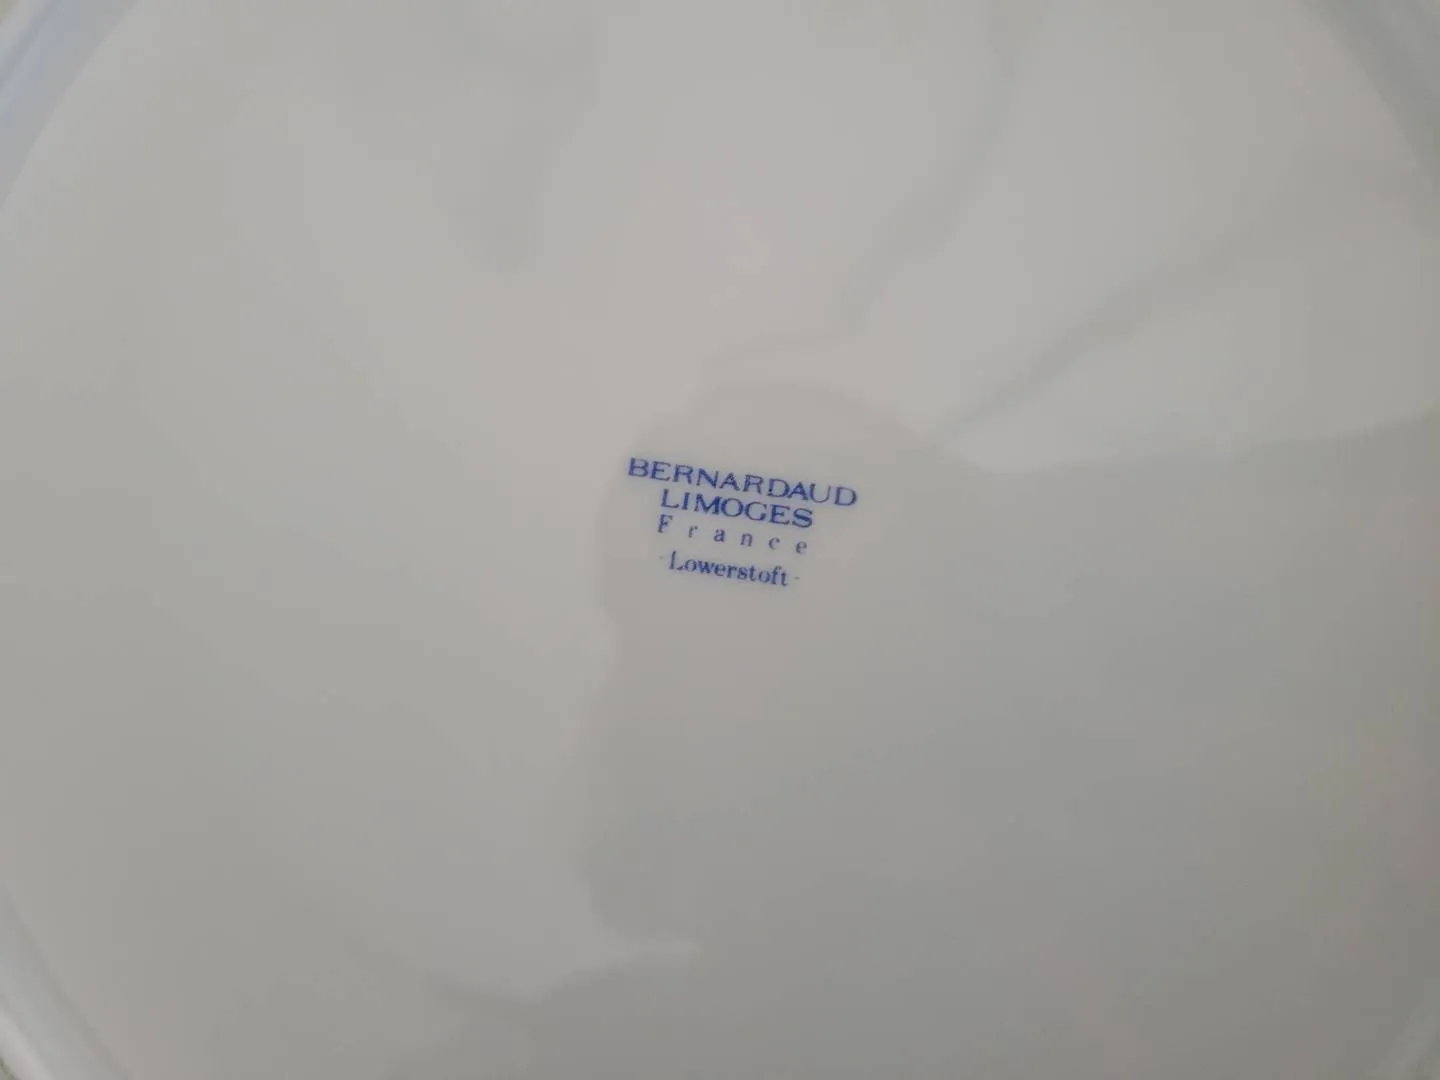 BERNARDAUD
LIMOGES
France
-Lowerstoft-